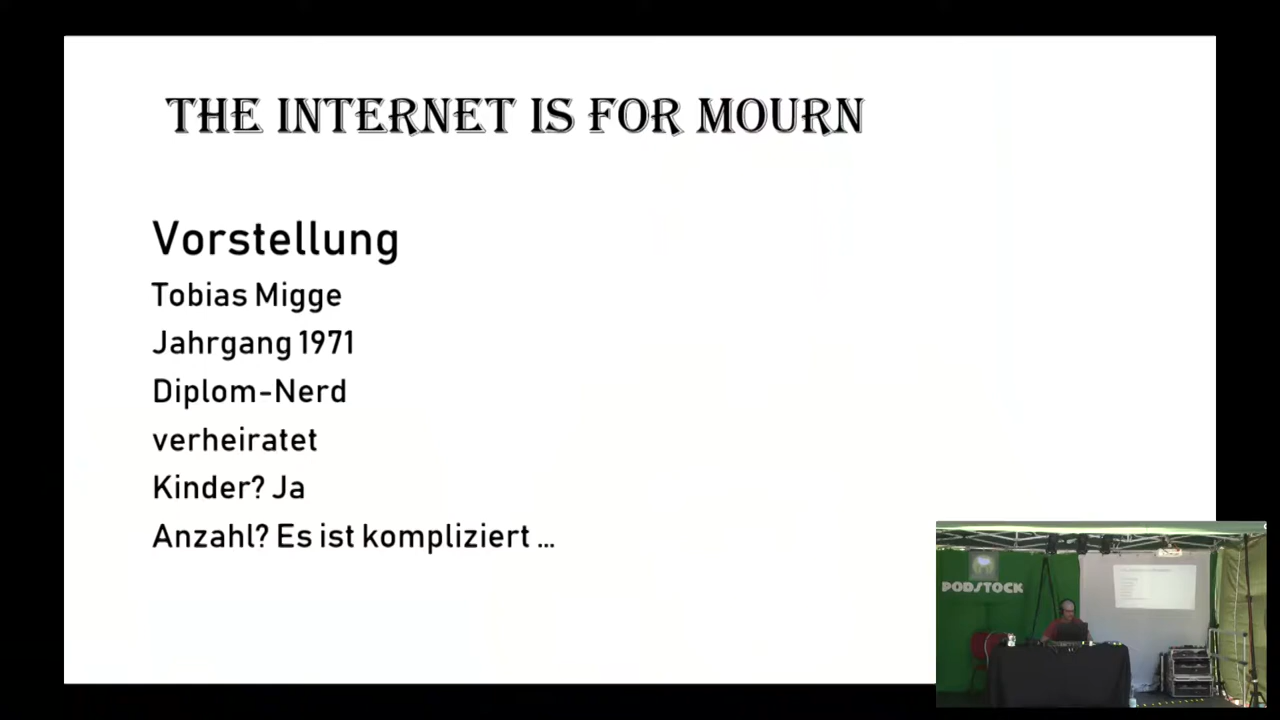 THE INTERNET IS FOR MOURN
Vorstellung
Tobias Migge
Jahrgang 1971
Diplom-Nerd
verheiratet
Kinder? Ja
Anzahl? Es ist kompliziert ...
PODSTOCK